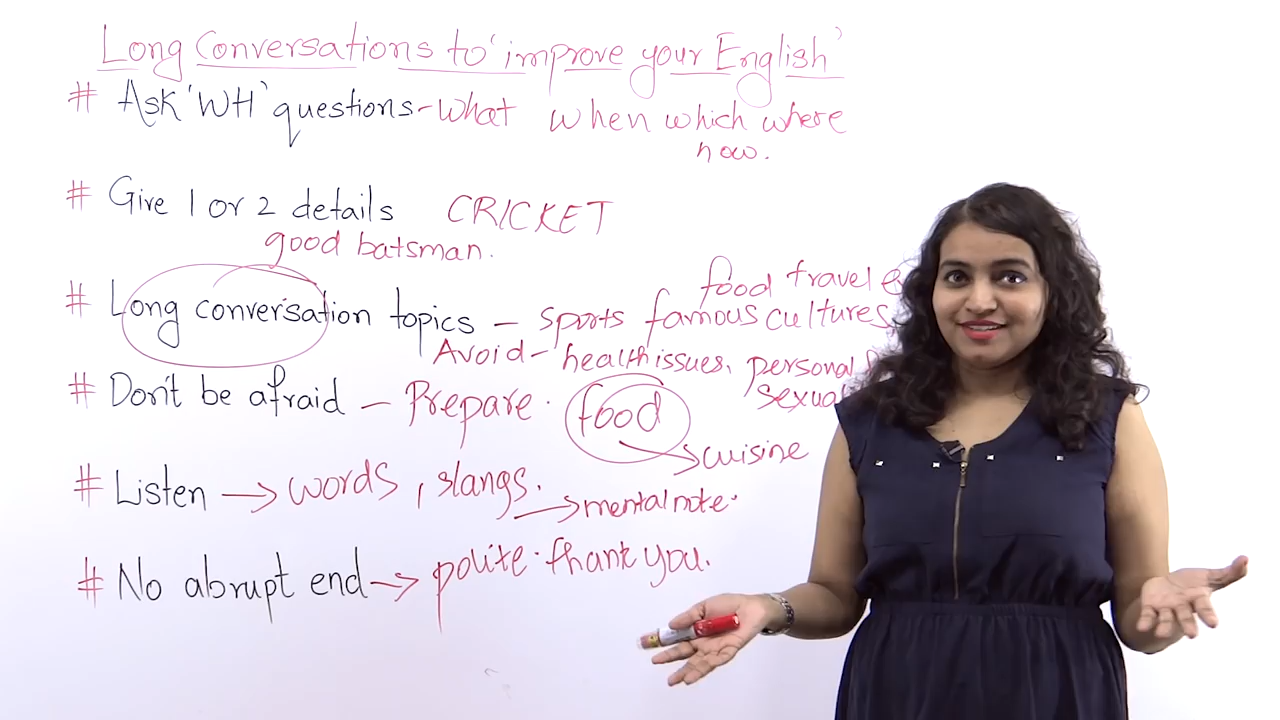 Long Conversations to 'improve your English'
# Ask 'WH' questions - what when which where
how.
# Give 1 or 2 details CRICKET
good batsman.
food travel
# Long conversation topics - sports famous cultures
Avoid - health issues, personal
# Don't be afraid - Prepare. food sexual
cuisine
# Listen → words, slangs.
→ mental note.
# No abrupt end → polite. thank you.